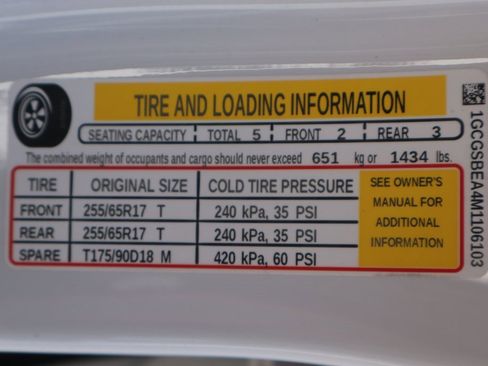 TIRE AND LOADING INFORMATION
SEATING CAPACITY TOTAL 5 FRONT 2 REAR 3
The combined weight of occupants and cargo should never exceed 651 kg or 1434 lbs.
TIRE ORIGINAL SIZE COLD TIRE PRESSURE
FRONT 255/65R17 T 240 kPa, 35 PSI
REAR 255/65R17 T 240 kPa, 35 PSI
SPARE T175/90D18 M 420 kPa, 60 PSI
SEE OWNER'S
MANUAL FOR
ADDITIONAL
INFORMATION
1GCGSBEA4M1106103